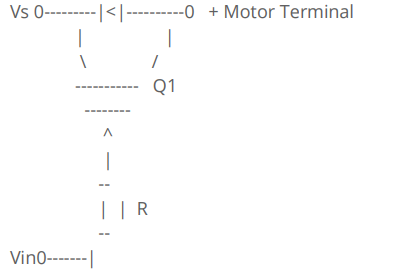 Vs 0---------|<|----------0 + Motor Terminal
| |
\ /
----------- Q1
--------
^
|
--
| | R
--
Vin0-------|